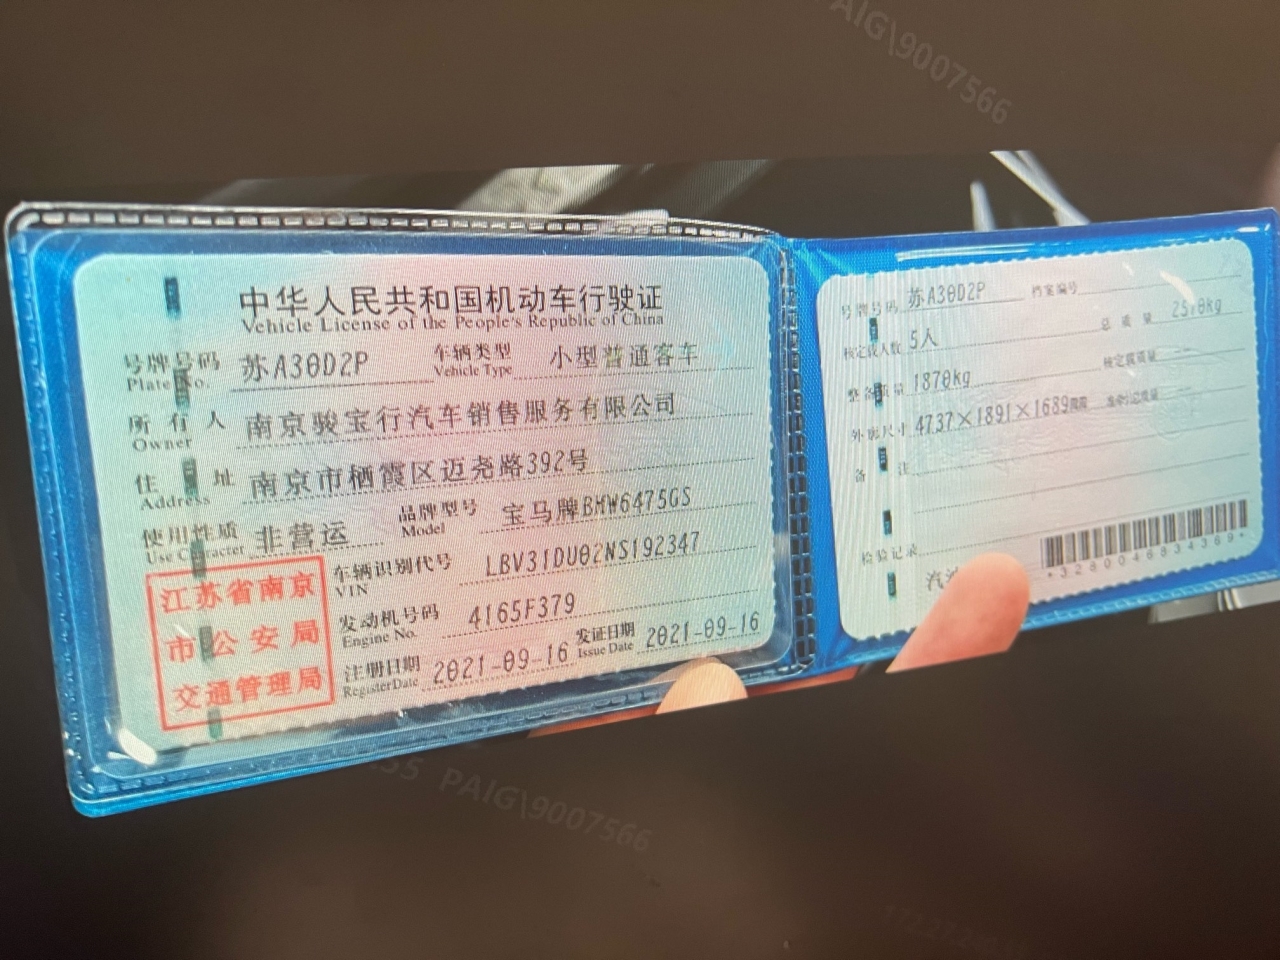 PAIG\9007566
中华人民共和国机动车行驶证
Vehicle License of the People's Republic of China
号牌号码 苏A30D2P 车辆类型 小型普通客车
Plate No. Vehicle Type
所有人 南京骏宝行汽车销售服务有限公司
Owner
住址 南京市栖霞区迈尧路392号
Address
使用性质 非营运 品牌型号 宝马牌BMW6475GS
Use Character Model
车辆识别代号 LBV31DU02NS192347
VIN
发动机号码 4165F379
Engine No.
注册日期 2021-09-16 发证日期 2021-09-16
Register Date Issue Date
江苏省南京
市公安局
交通管理局
号牌号码 苏A30D2P 档案编号
核定载人数 5人 总质量
整备质量 1870kg 核定载质量 --
外廓尺寸 4737×1891×1689mm 准牵引总质量
备注
检验记录
*3280046834369*
PAIG\9007566